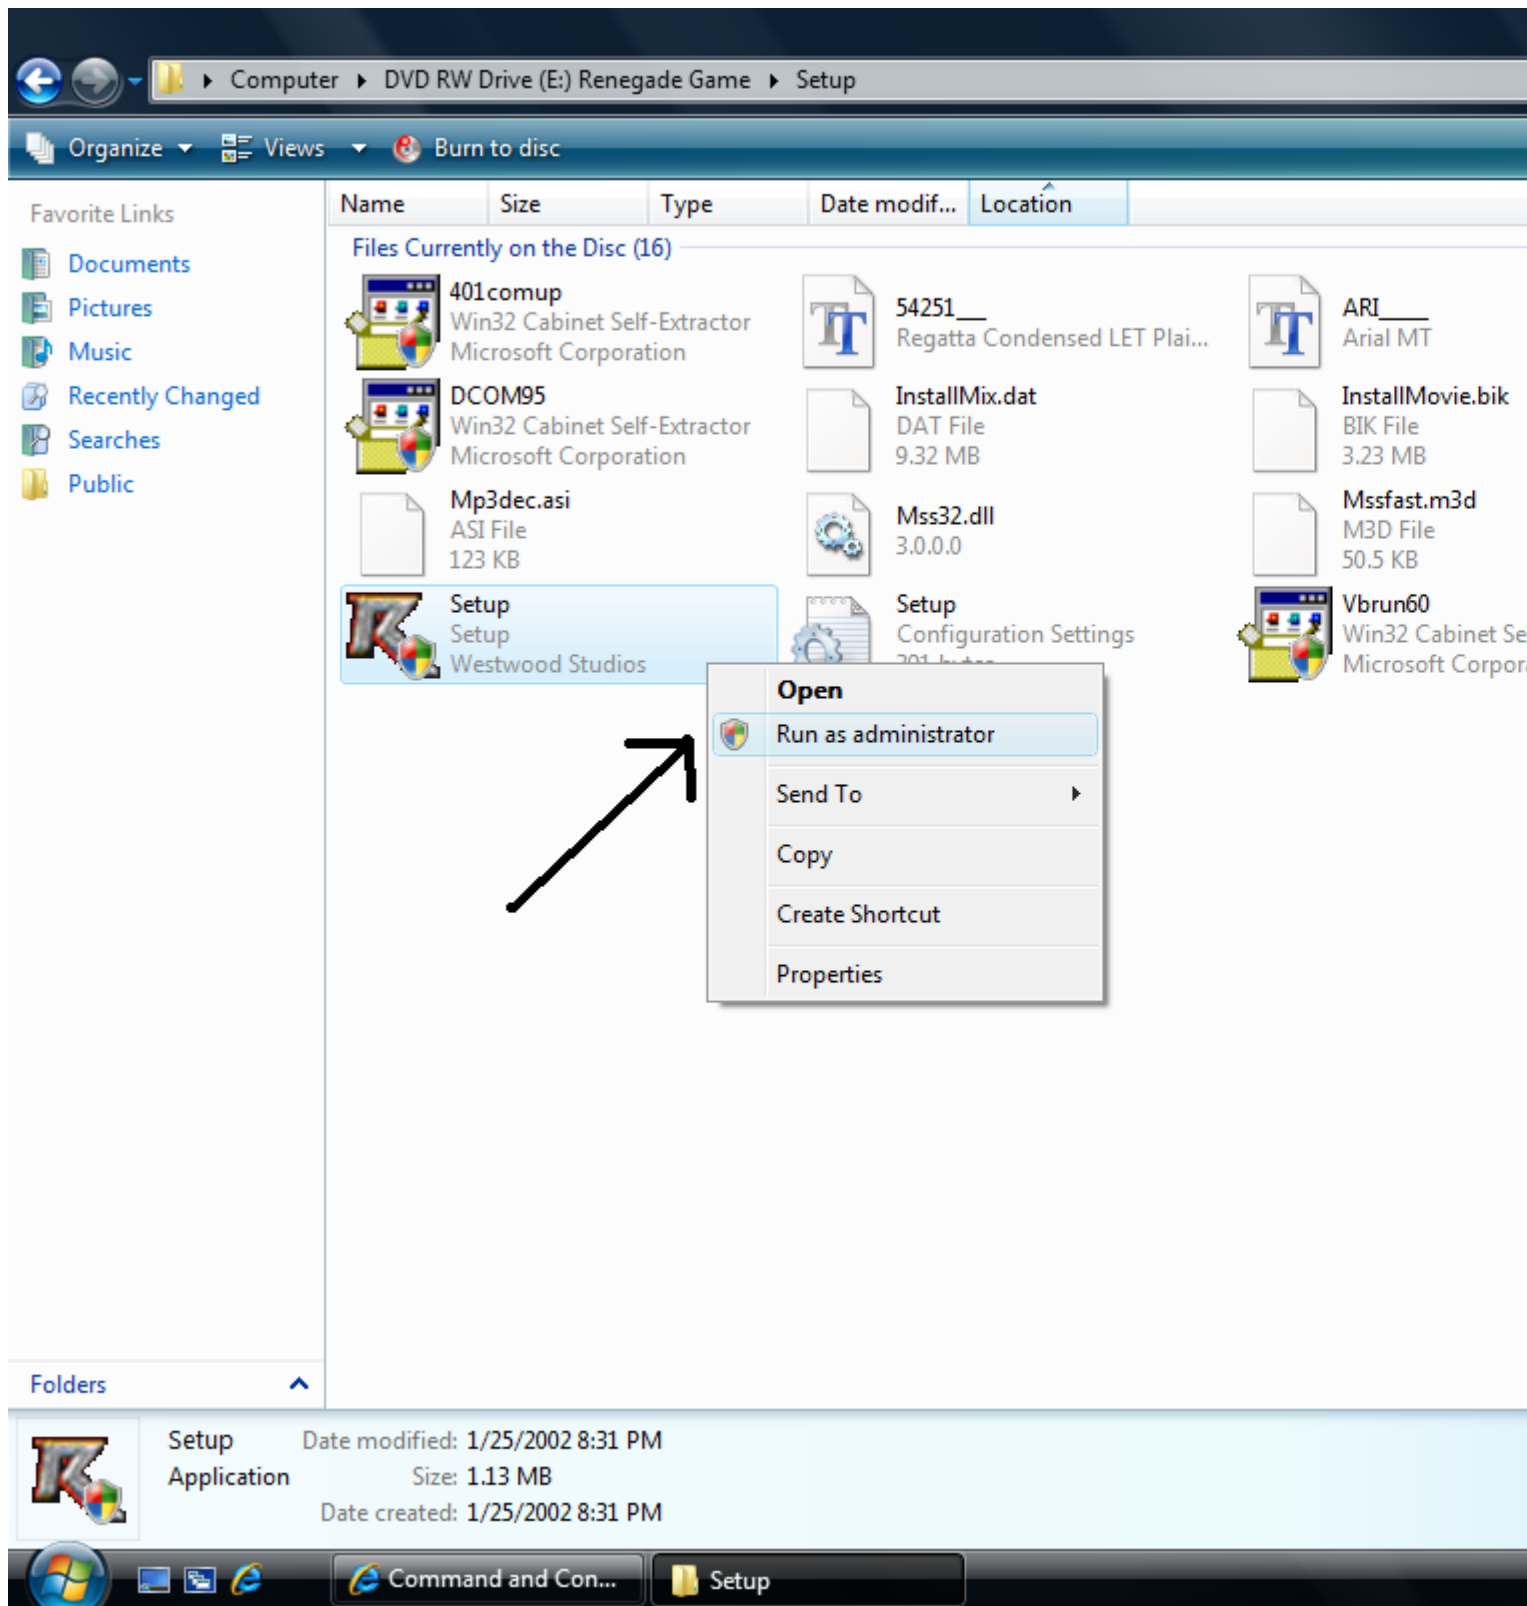 Computer DVD RW Drive (E:) Renegade Game Setup
Organize Views Burn to disc
Favorite Links
Documents
Pictures
Music
Recently Changed
Searches
Public
Name Size Type Date modif... Location
Files Currently on the Disc (16)
401comup
Win32 Cabinet Self-Extractor
Microsoft Corporation
54251__
Regatta Condensed LET Plai...
ARI____
Arial MT
DCOM95
Win32 Cabinet Self-Extractor
Microsoft Corporation
InstallMix.dat
DAT File
9.32 MB
InstallMovie.bik
BIK File
3.23 MB
Mp3dec.asi
ASI File
123 KB
Mss32.dll
3.0.0.0
Mssfast.m3d
M3D File
50.5 KB
Setup
Setup
Westwood Studios
Setup
Configuration Settings
Vbrun60
Win32 Cabinet Se
Microsoft Corpor
Open
Run as administrator
Send To
Copy
Create Shortcut
Properties
Folders
Setup
Application
Date modified: 1/25/2002 8:31 PM
Size: 1.13 MB
Date created: 1/25/2002 8:31 PM
Command and Con...
Setup